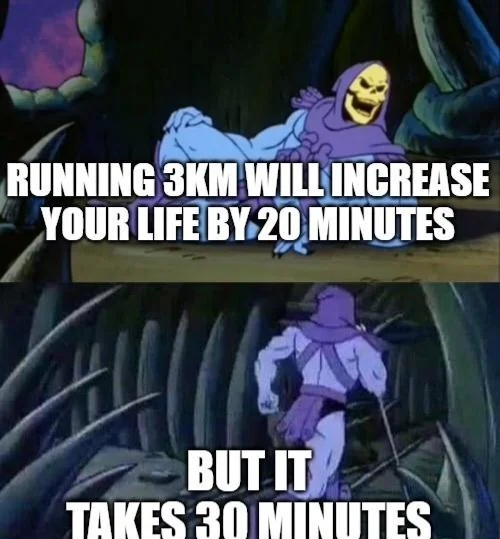 RUNNING 3KM WILL INCREASE
YOUR LIFE BY 20 MINUTES
BUT IT
TAKES 30 MINUTES